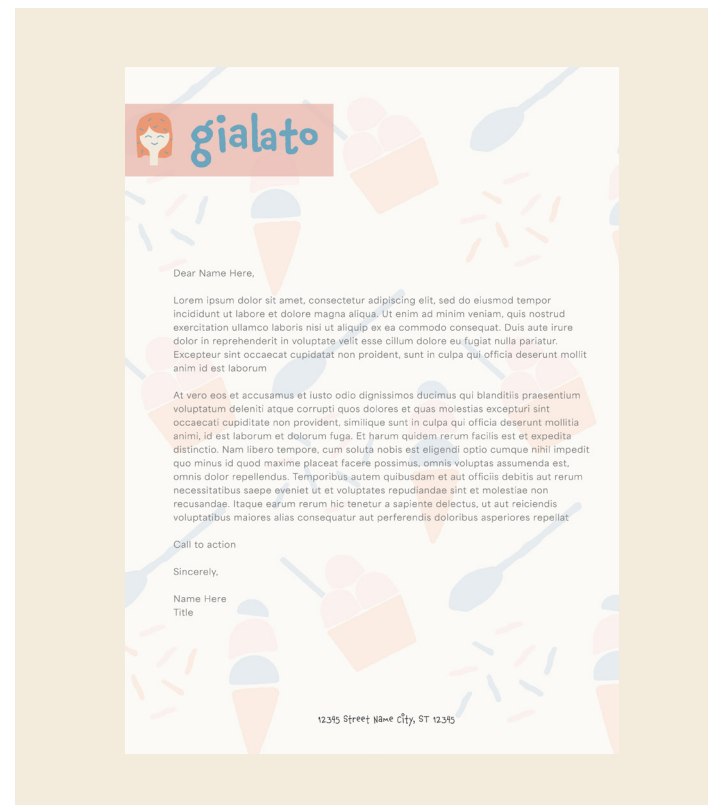 gialato
Dear Name Here,
Lorem ipsum dolor sit amet, consectetur adipiscing elit, sed do eiusmod tempor
incididunt ut labore et dolore magna aliqua. Ut enim ad minim veniam, quis nostrud
exercitation ullamco laboris nisi ut aliquip ex ea commodo consequat. Duis aute irure
dolor in reprehenderit in voluptate velit esse cillum dolore eu fugiat nulla pariatur.
Excepteur sint occaecat cupidatat non proident, sunt in culpa qui officia deserunt mollit
anim id est laborum
At vero eos et accusamus et iusto odio dignissimos ducimus qui blanditiis praesentium
voluptatum deleniti atque corrupti quos dolores et quas molestias excepturi sint
occaecati cupiditate non provident, similique sunt in culpa qui officia deserunt mollitia
animi, id est laborum et dolorum fuga. Et harum quidem rerum facilis est et expedita
distinctio. Nam libero tempore, cum soluta nobis est eligendi optio cumque nihil impedit
quo minus id quod maxime placeat facere possimus, omnis voluptas assumenda est,
omnis dolor repellendus. Temporibus autem quibusdam et aut officiis debitis aut rerum
necessitatibus saepe eveniet ut et voluptates repudiandae sint et molestiae non
recusandae. Itaque earum rerum hic tenetur a sapiente delectus, ut aut reiciendis
voluptatibus maiores alias consequatur aut perferendis doloribus asperiores repellat
Call to action
Sincerely,
Name Here
Title
12345 Street Name City, ST 12345